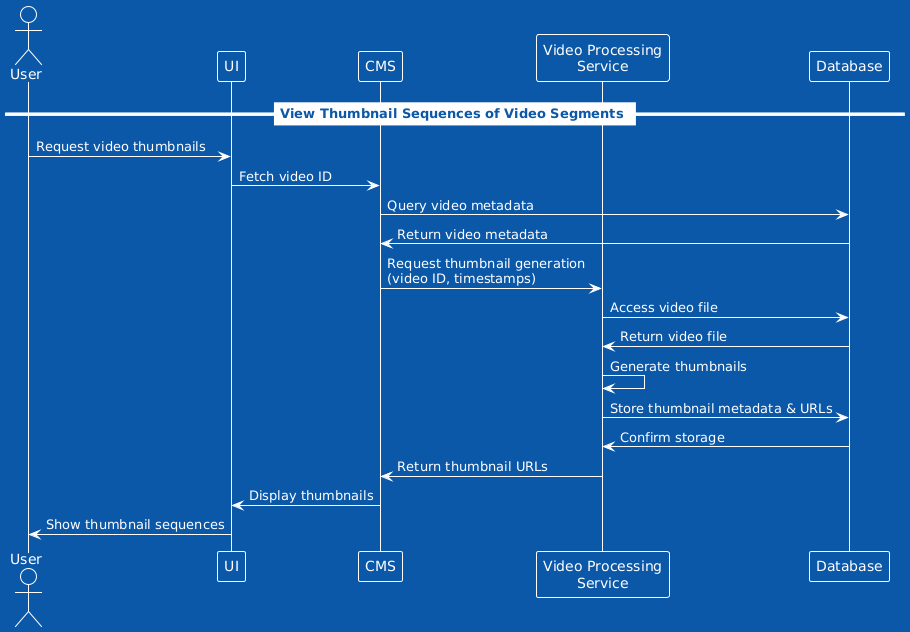 User
UI
CMS
Video Processing
Service
Database
View Thumbnail Sequences of Video Segments
Request video thumbnails
Fetch video ID
Query video metadata
Return video metadata
Request thumbnail generation
(video ID, timestamps)
Access video file
Return video file
Generate thumbnails
Store thumbnail metadata & URLs
Confirm storage
Return thumbnail URLs
Display thumbnails
Show thumbnail sequences
User
UI
CMS
Video Processing
Service
Database